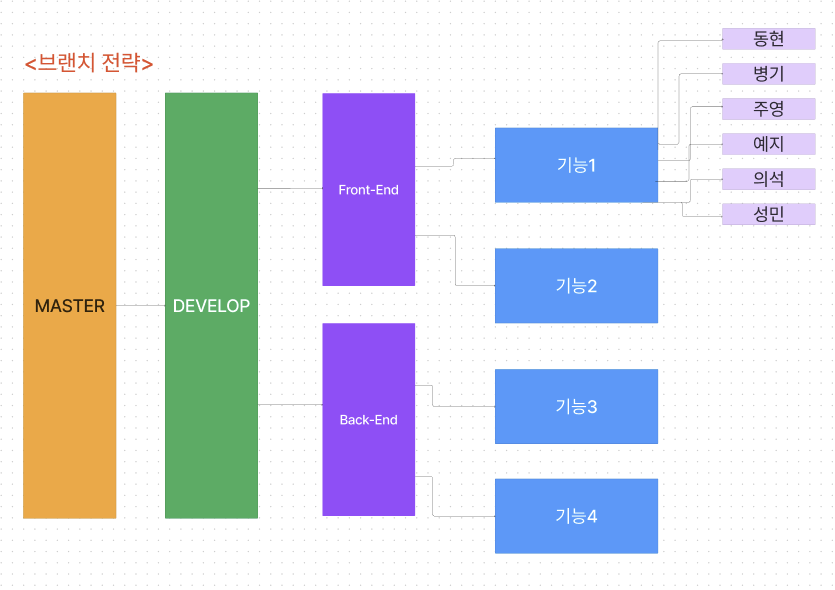 <브랜치 전략>
MASTER
DEVELOP
Front-End
Back-End
기능1
기능2
기능3
기능4
동현
병기
주영
예지
의석
성민